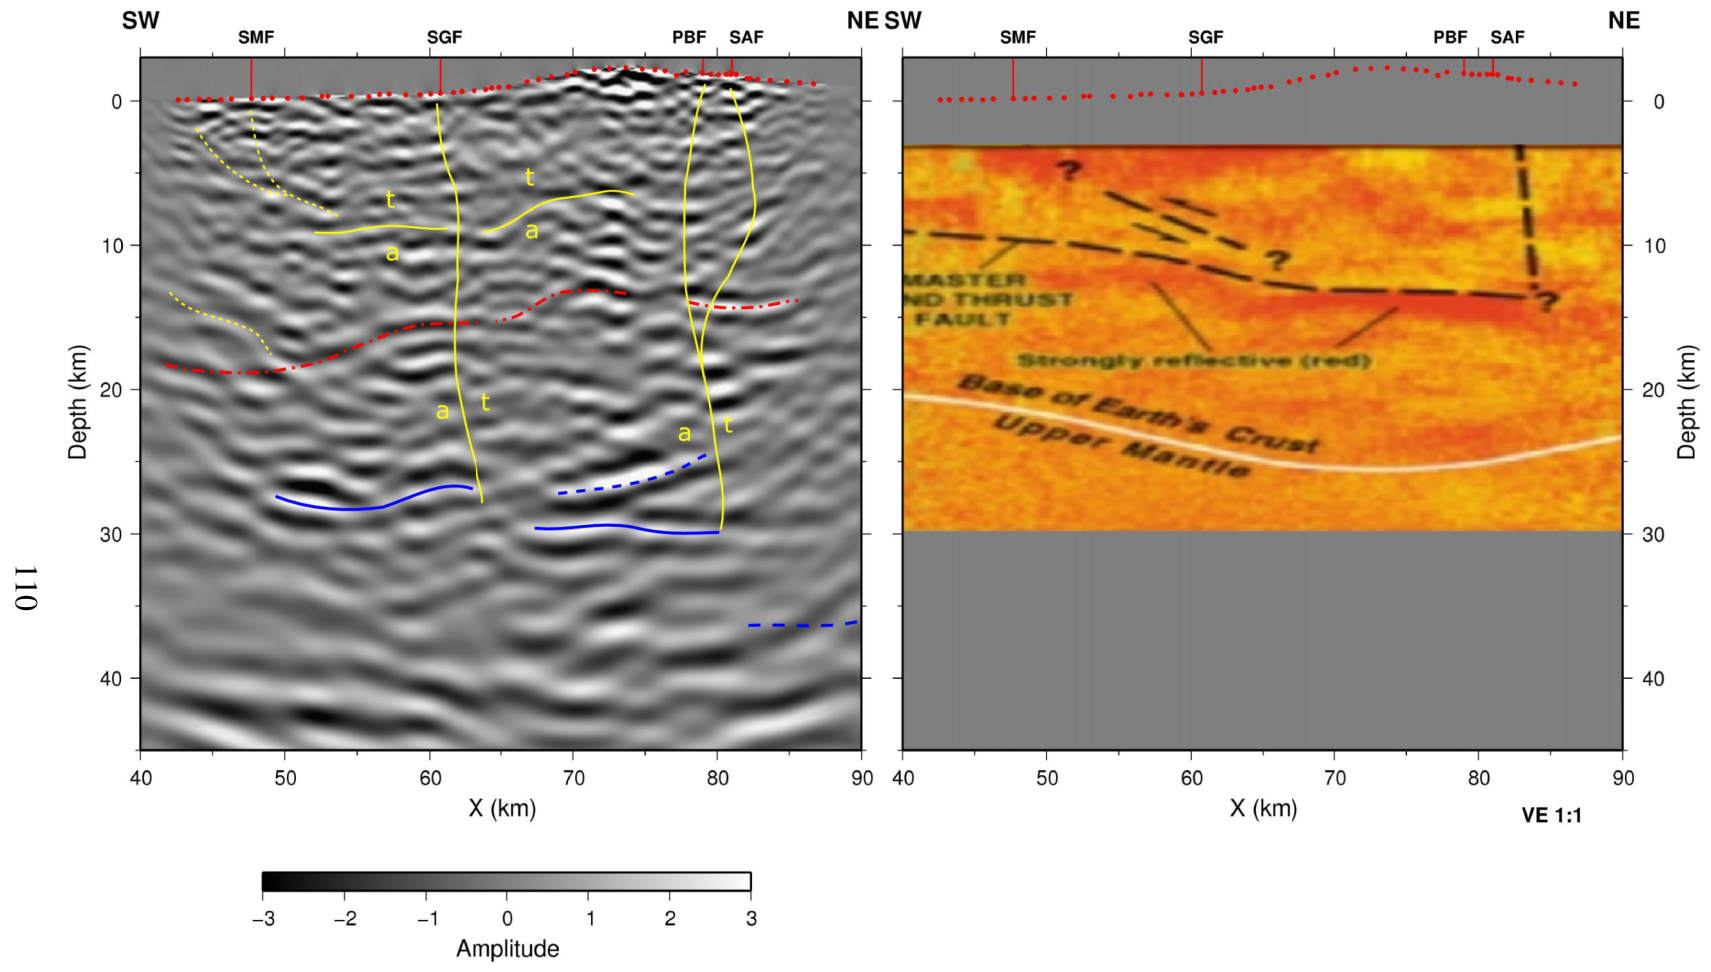 SW NE SW NE
SMF SGF PBF SAF SMF SGF PBF SAF
0 0
t
t
a
a
10 10
?
?
?
MASTER
ND THRUST
FAULT
Strongly reflective (red)
20 20
Depth (km) Depth (km)
a t
a t
Base of Earth's Crust
Upper Mantle
30 30
110
40 40
40 50 60 70 80 90 40 50 60 70 80 90
X (km) X (km)
VE 1:1
−3 −2 −1 0 1 2 3
Amplitude